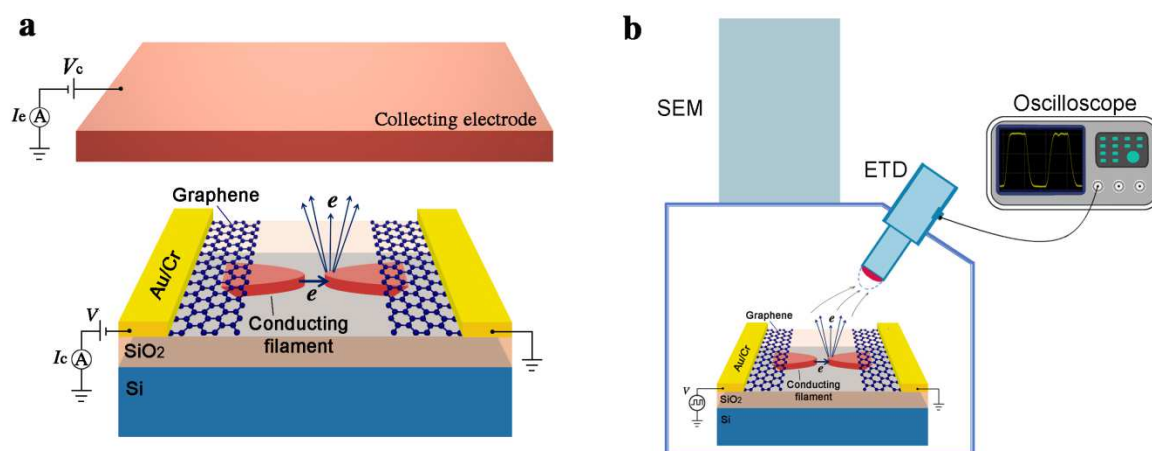 a
Vc
Ie
A
Collecting electrode
Graphene
e
Au/Cr
e
V
Conducting
filament
Ic
A
SiO2
Si
b
SEM
Oscilloscope
ETD
Graphene
e
Au/Cr
e
V
Conducting
filament
SiO2
Si